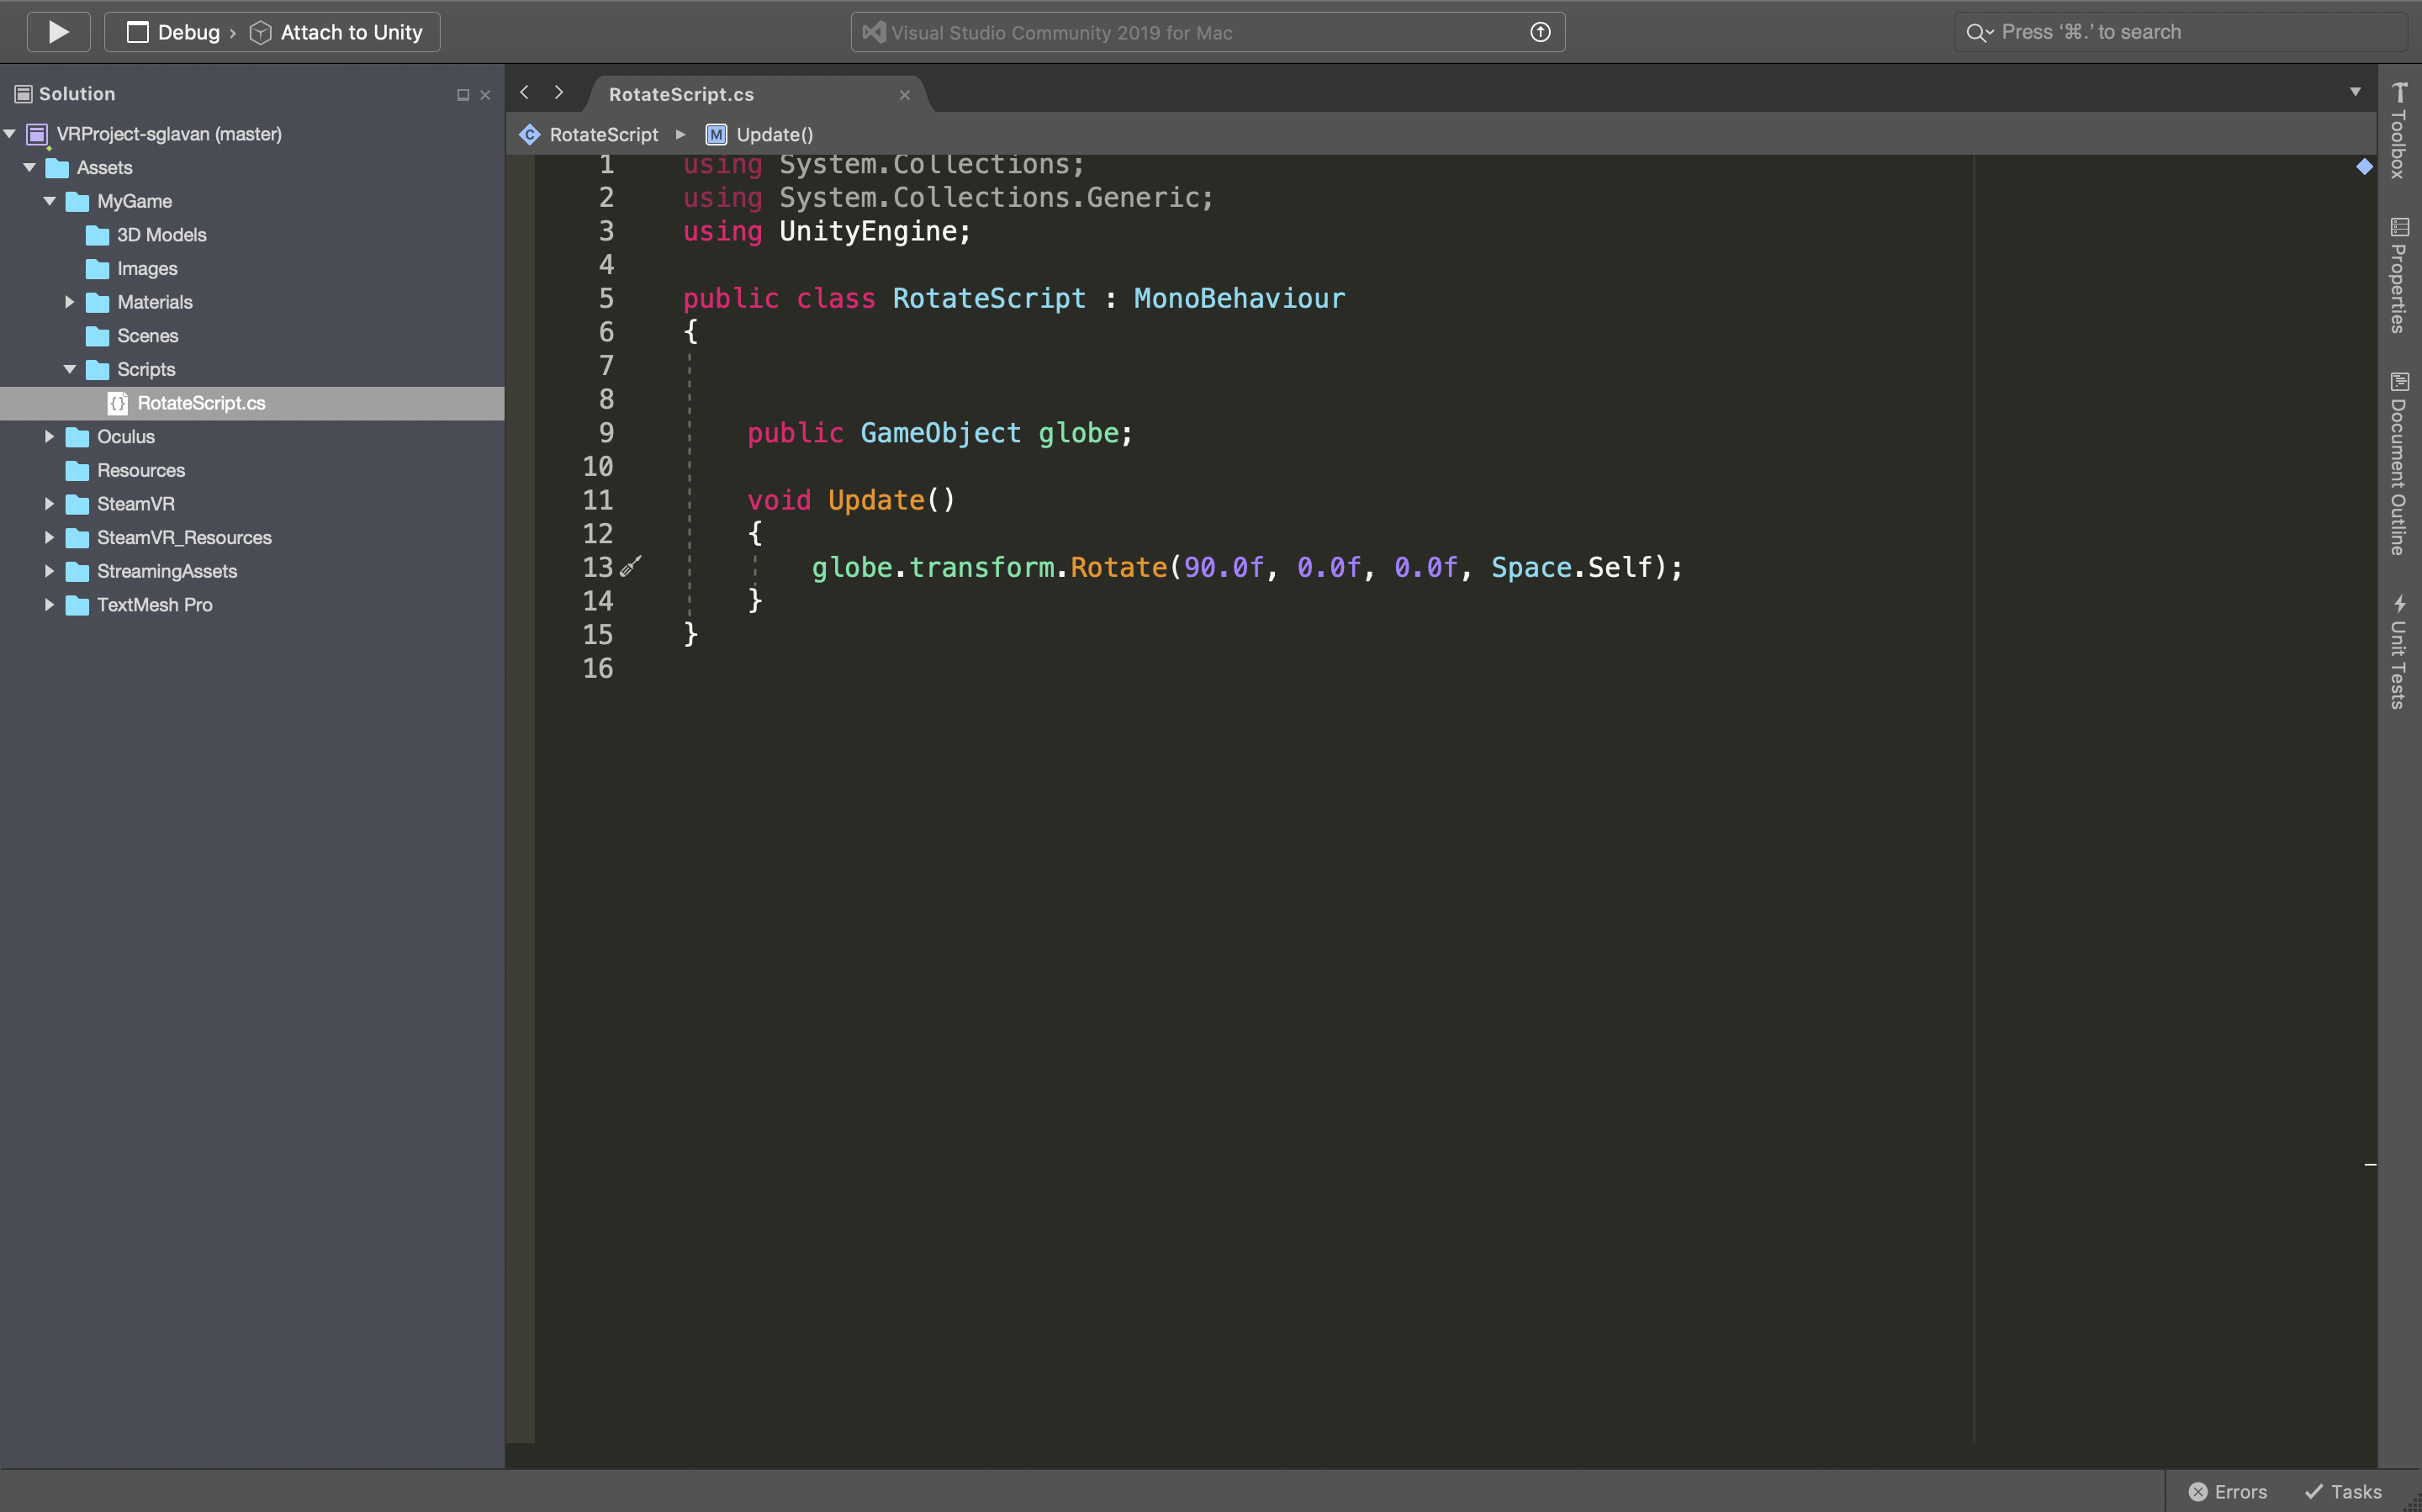 Debug › Attach to Unity
Visual Studio Community 2019 for Mac
Press ‘⌘.’ to search
Solution
VRProject-sglavan (master)
Assets
MyGame
3D Models
Images
Materials
Scenes
Scripts
RotateScript.cs
Oculus
Resources
SteamVR
SteamVR_Resources
StreamingAssets
TextMesh Pro
RotateScript.cs
RotateScript ▸ M Update()
1 using System.Collections;
2 using System.Collections.Generic;
3 using UnityEngine;
4
5 public class RotateScript : MonoBehaviour
6 {
7
8
9 public GameObject globe;
10
11 void Update()
12 {
13 globe.transform.Rotate(90.0f, 0.0f, 0.0f, Space.Self);
14 }
15 }
16
Toolbox
Properties
Document Outline
Unit Tests
Errors
Tasks